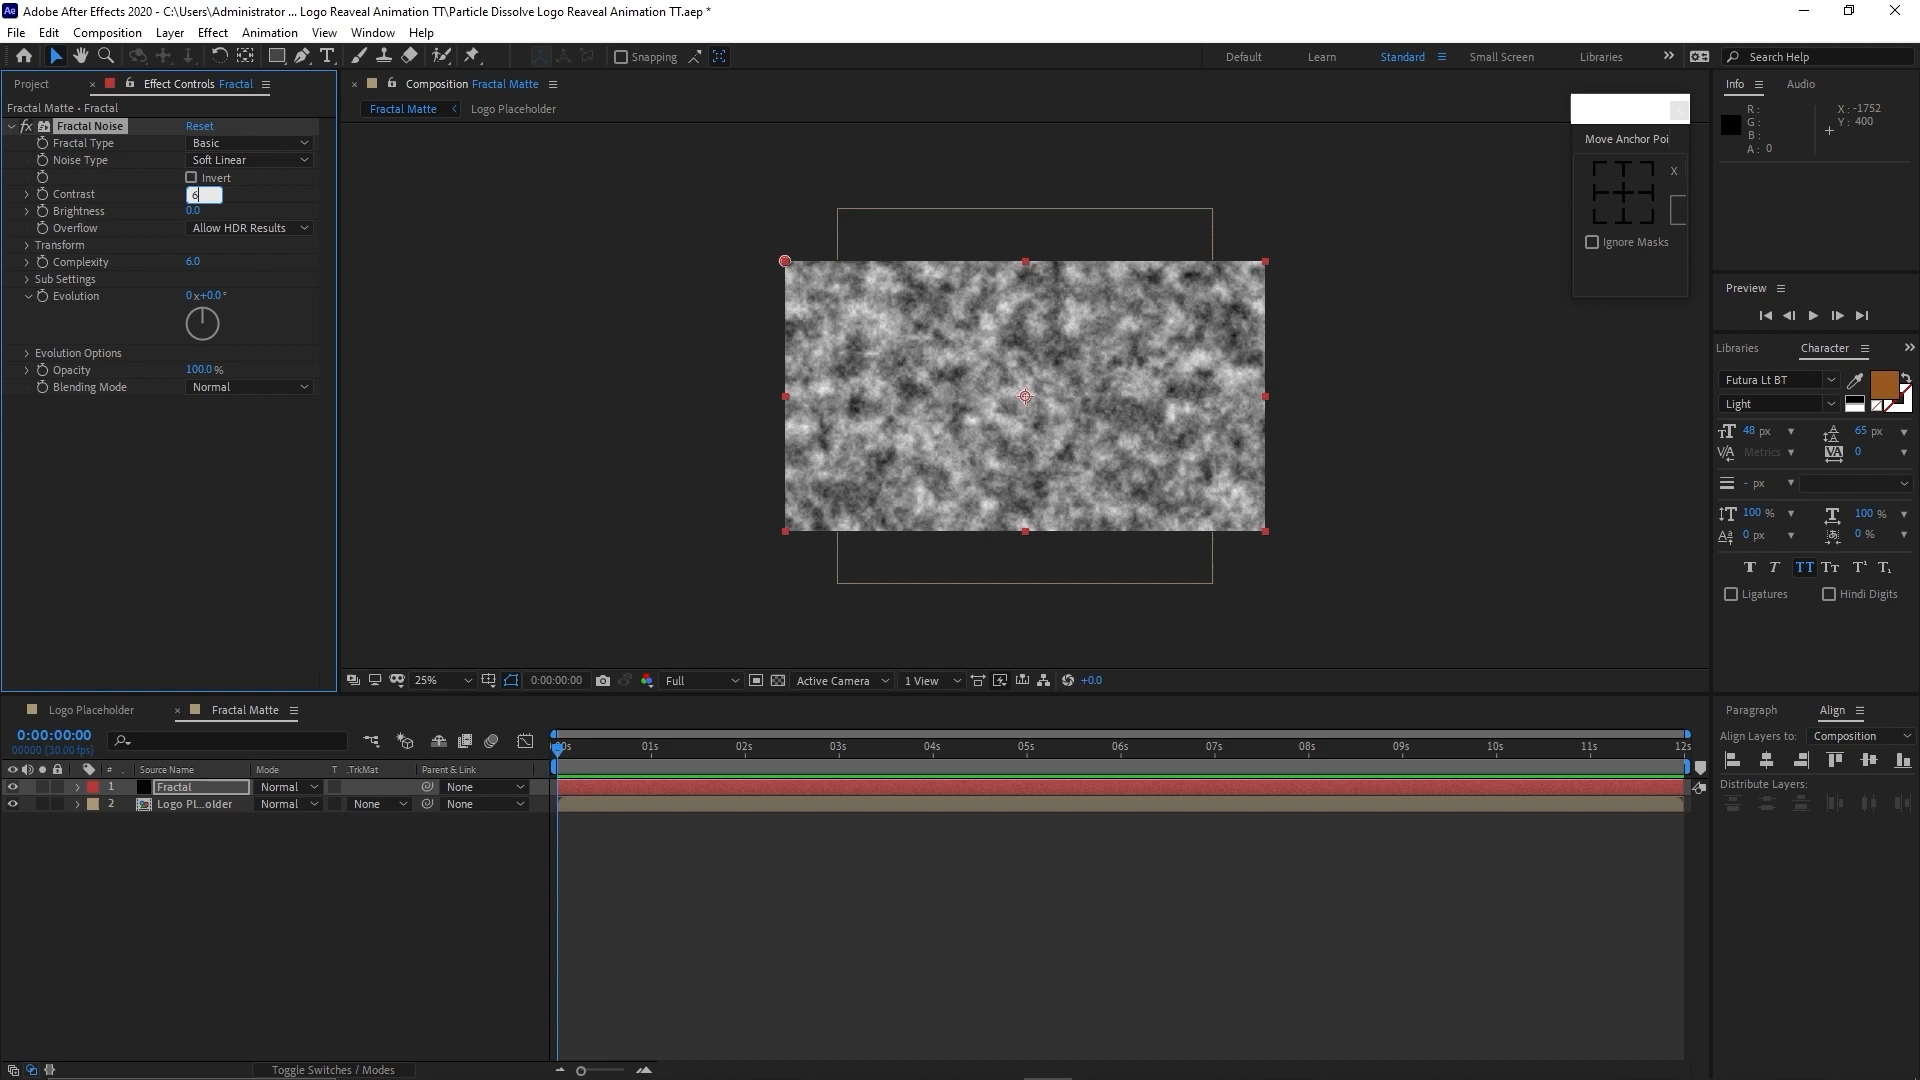 Adobe After Effects 2020 - C:\Users\Administrator ... Logo Reaveal Animation TT\Particle Dissolve Logo Reaveal Animation TT.aep *
File Edit Composition Layer Effect Animation View Window Help
Snapping
Default Learn Standard Small Screen Libraries Search Help
Project Effect Controls Fractal
Fractal Matte • Fractal
fx Fractal Noise Reset
Fractal Type Basic
Noise Type Soft Linear
Invert
Contrast 6
Brightness 0.0
Overflow Allow HDR Results
Transform
Complexity 6.0
Sub Settings
Evolution 0x+0.0°
Evolution Options
Opacity 100.0 %
Blending Mode Normal
Composition Fractal Matte
Fractal Matte Logo Placeholder
Move Anchor Poi
X
Ignore Masks
25% 0:00:00:00 Full Active Camera 1 View +0.0
Info Audio
R :
G :
B :
A : 0
X : -1752
Y : 400
Preview
Libraries Character
Futura Lt BT
Light
48 px 65 px
Metrics 0
- px
100 % 100 %
0 px 0 %
T T TT Tt T¹ T₁
Ligatures Hindi Digits
Paragraph Align
Align Layers to: Composition
Distribute Layers:
Logo Placeholder Fractal Matte
0:00:00:00
00000 (30.00 fps)
00s 01s 02s 03s 04s 05s 06s 07s 08s 09s 10s 11s 12s
# Source Name Mode T .TrkMat Parent & Link
1 Fractal Normal None
2 Logo Pl...older Normal None None
Toggle Switches / Modes